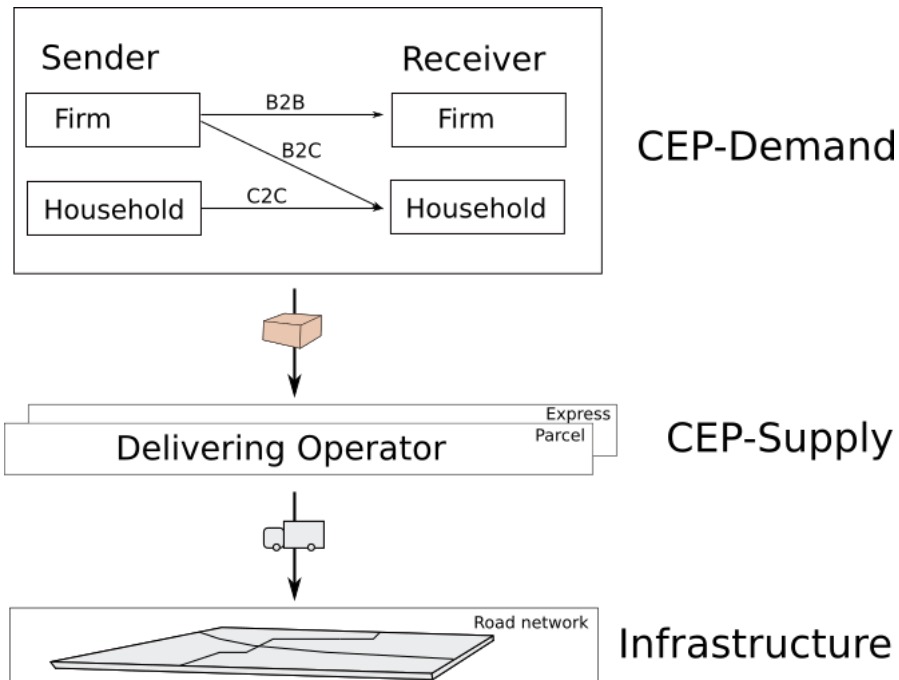 Sender
Receiver
Firm
B2B
Firm
CEP-Demand
B2C
Household
C2C
Household
Express
Parcel
Delivering Operator
CEP-Supply
Road network
Infrastructure